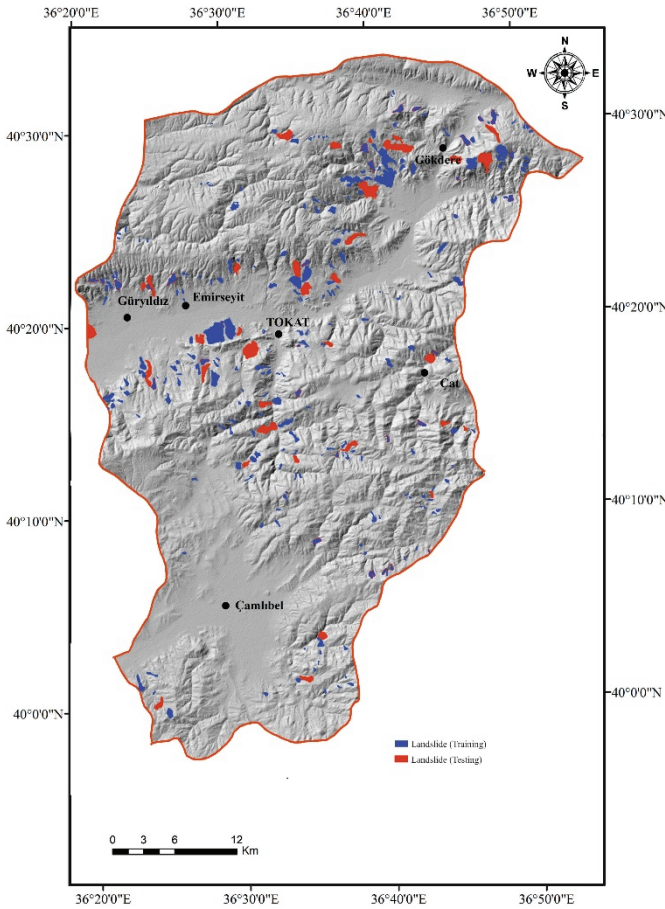 36°20'0"E 36°30'0"E 36°40'0"E 36°50'0"E
N
W E
S
40°30'0"N 40°30'0"N
Gökdere
Güryıldız Emirseyit
40°20'0"N 40°20'0"N
TOKAT
Cat
40°10'0"N 40°10'0"N
Çamlıbel
40°0'0"N 40°0'0"N
Landslide (Training)
Landslide (Testing)
0 3 6 12
Km
36°20'0"E 36°30'0"E 36°40'0"E 36°50'0"E